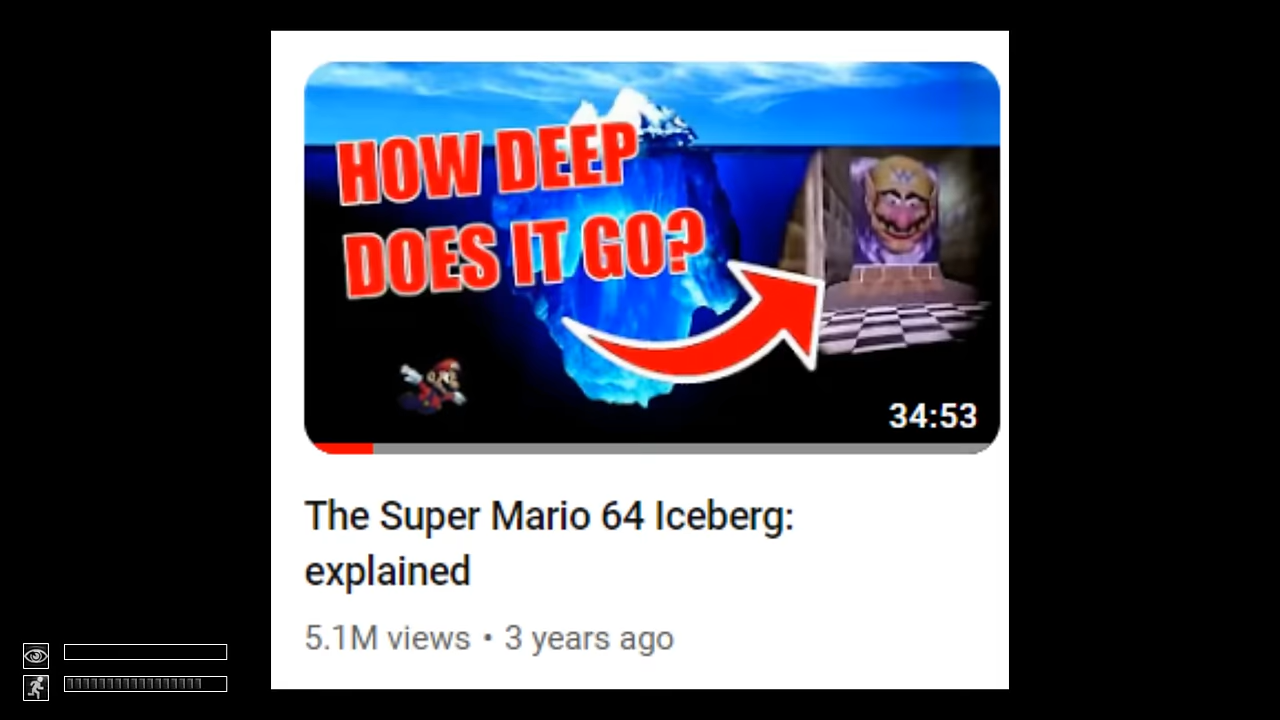 HOW DEEP
DOES IT GO?
34:53
The Super Mario 64 Iceberg:
explained
5.1M views • 3 years ago